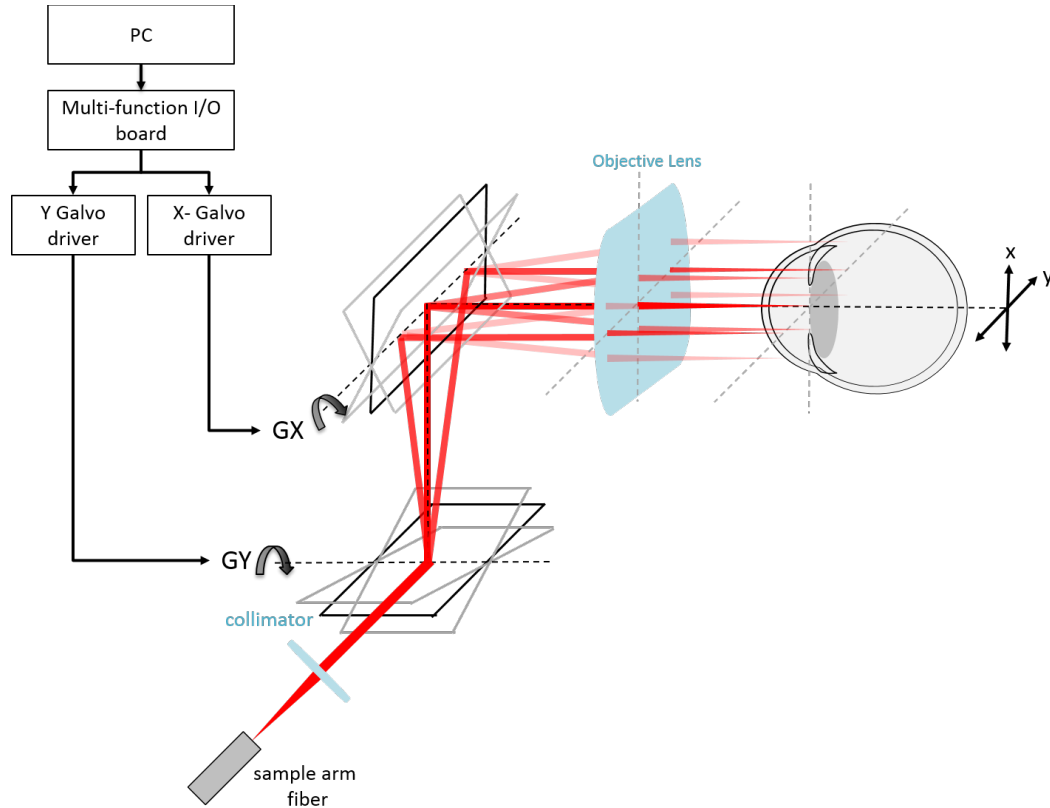 PC
Multi-function I/O
board
Y Galvo
driver
X- Galvo
driver
Objective Lens
x
y
GX
GY
collimator
sample arm
fiber